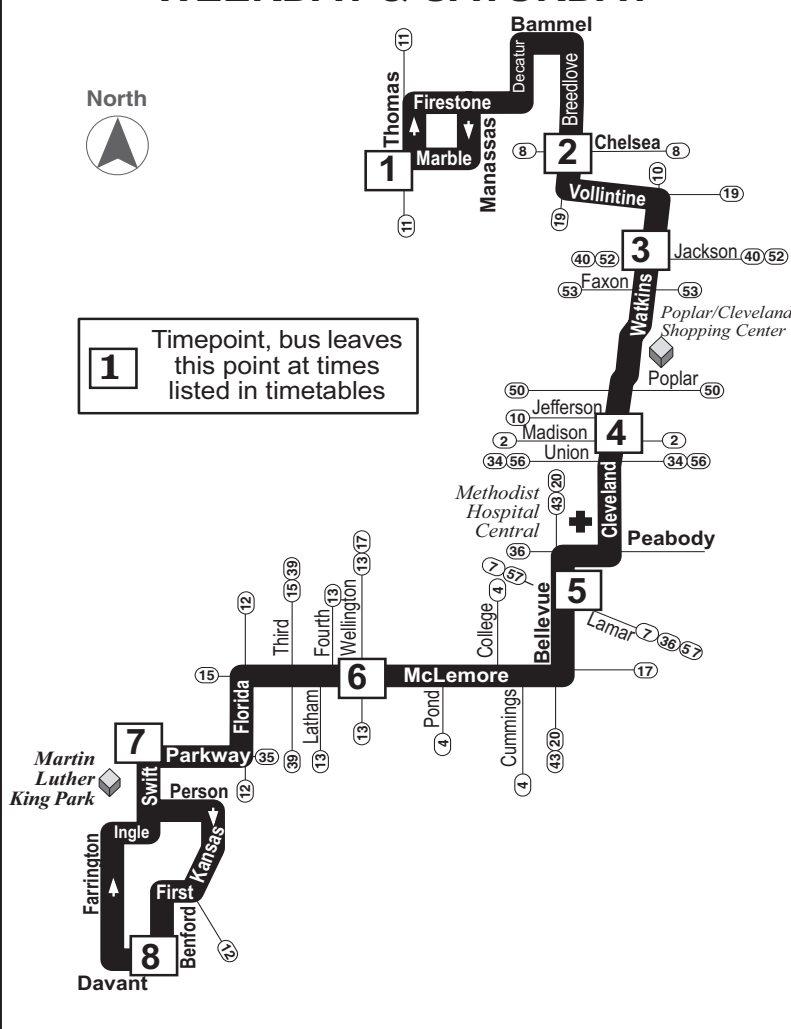 WEEKDAY & SATURDAY
Bammel
11
Decatur
Breedlove
North
Thomas
Firestone
Manassas
1
Marble
8
2
Chelsea
8
10
Vollintine
19
19
11
3
Jackson
40 52
40 52
Faxon
53
53
Watkins
Poplar/Cleveland
Shopping Center
1
Timepoint, bus leaves
this point at times
listed in timetables
Poplar
50
50
Jefferson
10
4
Madison
2
2
Union
34 56
34 56
Cleveland
Methodist
Hospital
Central
43 20
36
Peabody
7 57
5
Bellevue
Lamar 7 36 57
12
Third
15 39
Fourth
13
Wellington
13 17
College
4
15
6
McLemore
17
Florida
Latham
13
39
13
Pond
4
Cummings
4
43 20
7
Parkway
35
12
Martin
Luther
King Park
Swift
Person
Ingle
Kansas
Farrington
First
Benford
12
8
Davant